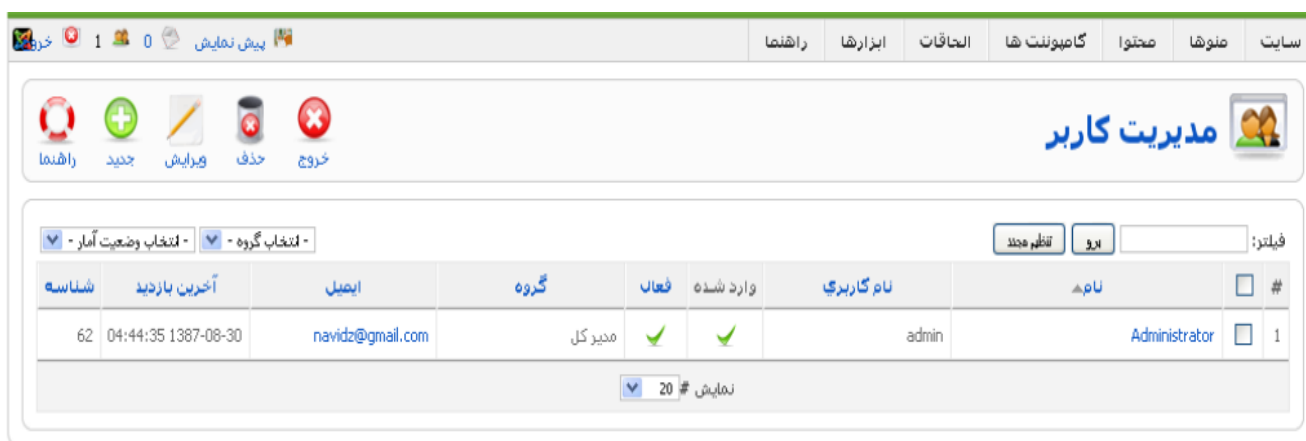 سایت منوها محتوا کامپوننت ها الحاقات ابزارها راهنما پیش نمایش 0 1 خروج
مدیریت کاربر
خروج حذف ویرایش جدید راهنما
فیلتر: برو تنظیم مجدد - انتخاب گروه - - انتخاب وضعیت آمار -
# نام نام کاربري وارد شده فعال گروه ایمیل آخرین بازدید شناسه
1 Administrator admin مدیر کل navidz@gmail.com 1387-08-30 04:44:35 62
نمایش # 20